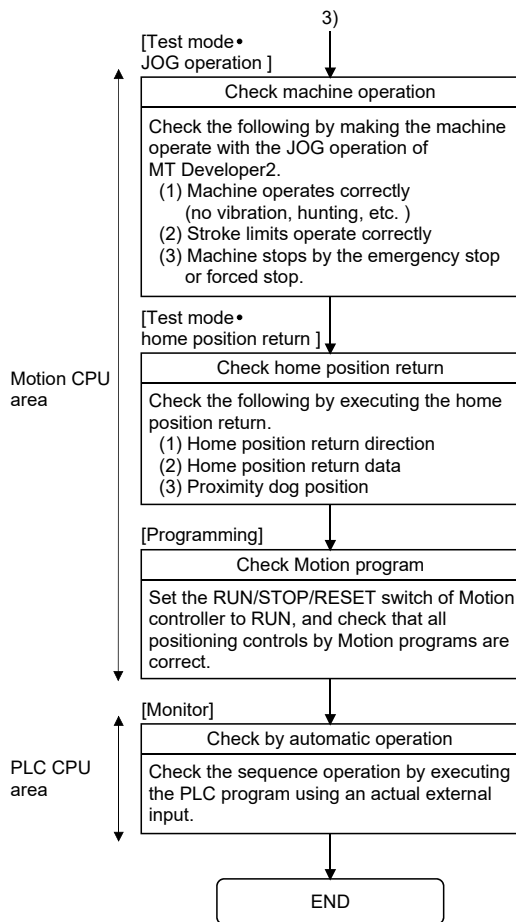 3)
[Test mode•
JOG operation ]
Check machine operation
Check the following by making the machine
operate with the JOG operation of
MT Developer2.
(1) Machine operates correctly
(no vibration, hunting, etc. )
(2) Stroke limits operate correctly
(3) Machine stops by the emergency stop
or forced stop.
[Test mode•
home position return ]
Check home position return
Check the following by executing the home
position return.
(1) Home position return direction
(2) Home position return data
(3) Proximity dog position
Motion CPU
area
[Programming]
Check Motion program
Set the RUN/STOP/RESET switch of Motion
controller to RUN, and check that all
positioning controls by Motion programs are
correct.
[Monitor]
Check by automatic operation
Check the sequence operation by executing
the PLC program using an actual external
input.
PLC CPU
area
END